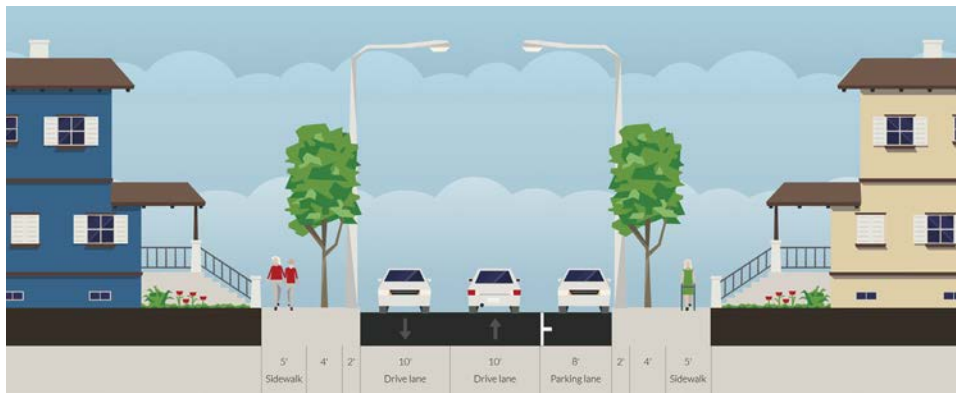 5' 4' 2' 10' 10' 8' 2' 4' 5'
Sidewalk Drive lane Drive lane Parking lane Sidewalk